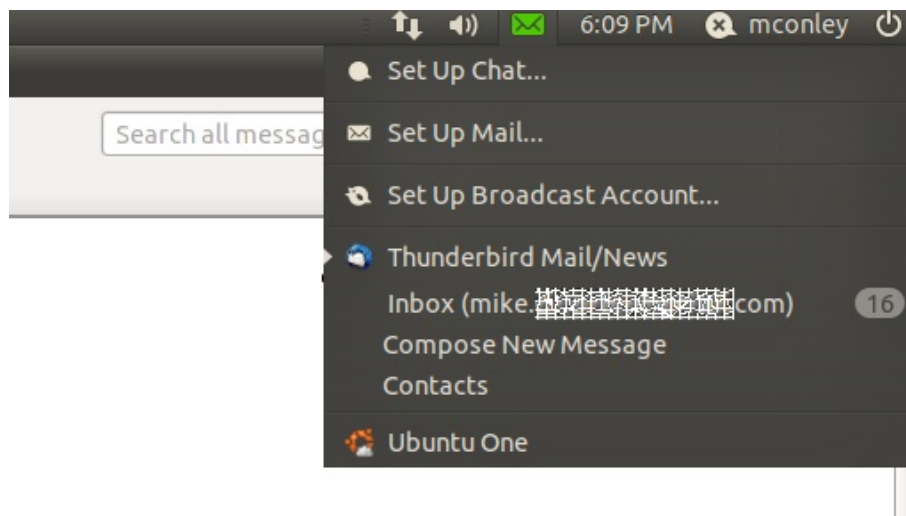 6:09 PM mconley
Set Up Chat...
Search all messag
Set Up Mail...
Set Up Broadcast Account...
Thunderbird Mail/News
Inbox (mike. com) 16
Compose New Message
Contacts
Ubuntu One